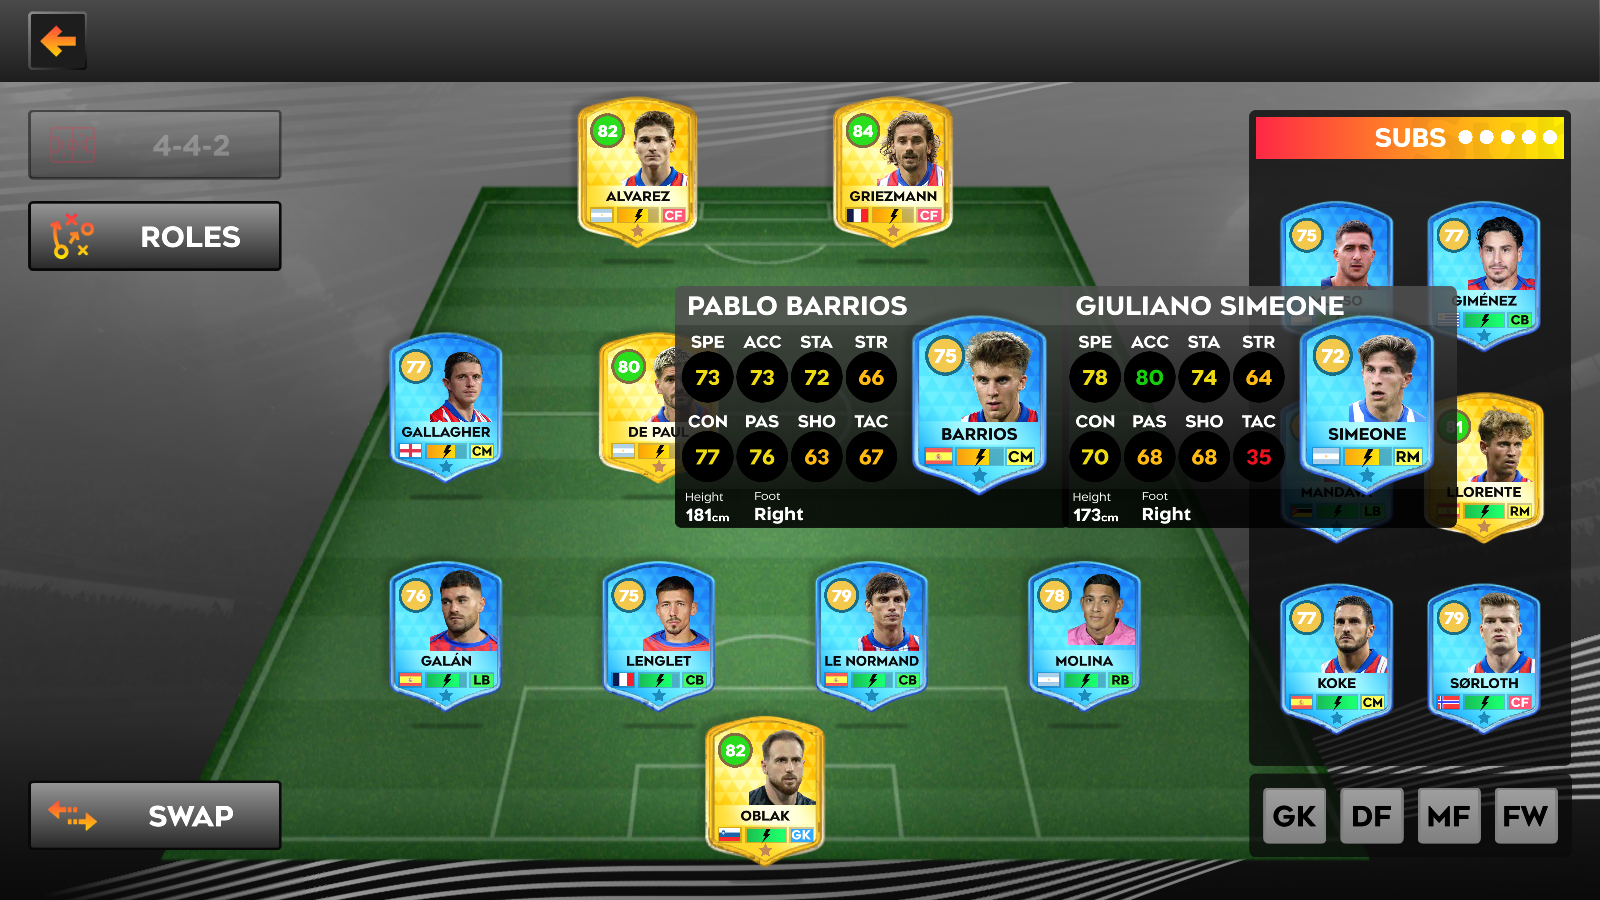 4-4-2
ROLES
SWAP
82
ALVAREZ
CF
84
GRIEZMANN
CF
SUBS
77
GALLAGHER
CM
80
DE PAUL
PABLO BARRIOS
SPE ACC STA STR
73 73 72 66
CON PAS SHO TAC
77 76 63 67
Height Foot
181cm Right
75
BARRIOS
CM
GIULIANO SIMEONE
SPE ACC STA STR
78 80 74 64
CON PAS SHO TAC
70 68 68 35
Height Foot
173cm Right
72
SIMEONE
RM
75
77
GIMÉNEZ
CB
LB
81
LLORENTE
RM
77
KOKE
CM
79
SØRLOTH
CF
76
GALÁN
LB
75
LENGLET
CB
79
LE NORMAND
CB
78
MOLINA
RB
82
OBLAK
GK
GK DF MF FW